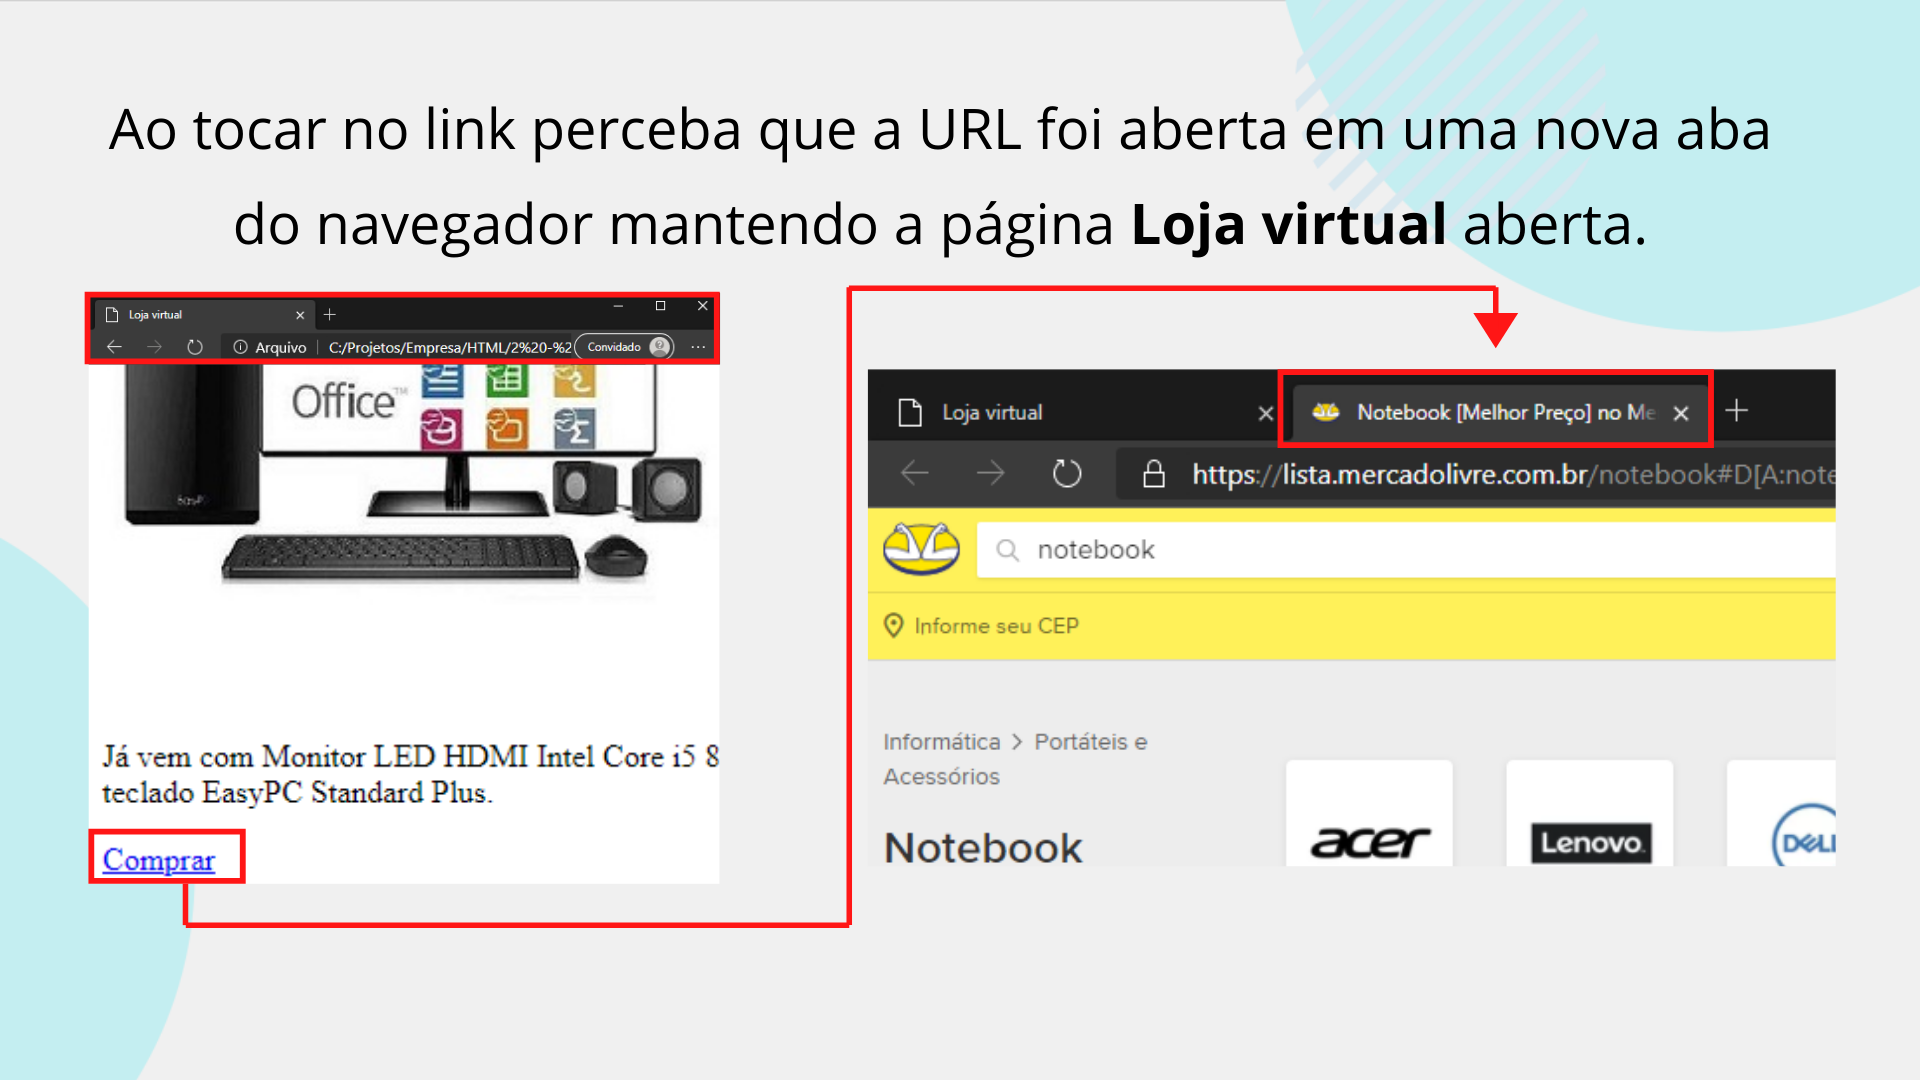 Ao tocar no link perceba que a URL foi aberta em uma nova aba
do navegador mantendo a página Loja virtual aberta.
Loja virtual
Arquivo
C:/Projetos/Empresa/HTML/2%20-%2
Convidado
Office™
EasyPC
Já vem com Monitor LED HDMI Intel Core i5 8
teclado EasyPC Standard Plus.
Comprar
Loja virtual
Notebook [Melhor Preço] no Me
https://lista.mercadolivre.com.br/notebook#D[A:note
notebook
Informe seu CEP
Informática > Portáteis e
Acessórios
Notebook
acer
Lenovo
DELL